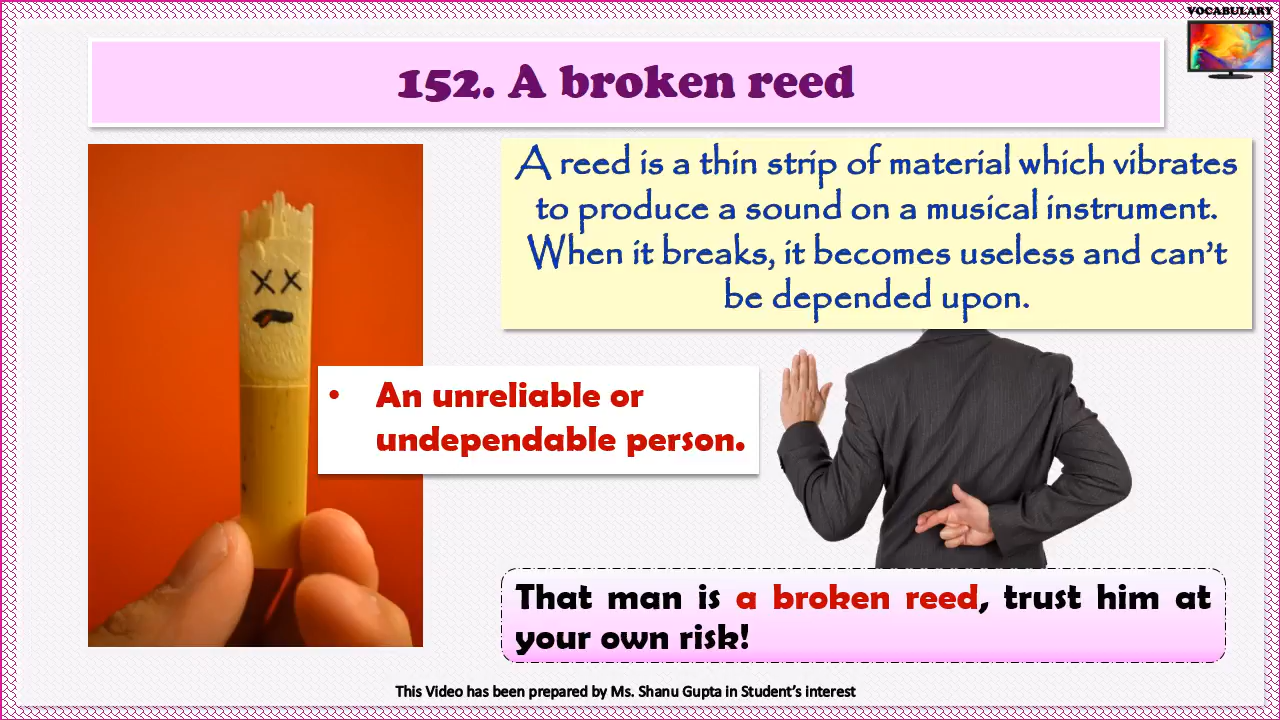 VOCABULARY
152. A broken reed
A reed is a thin strip of material which vibrates
to produce a sound on a musical instrument.
When it breaks, it becomes useless and can't
be depended upon.
• An unreliable or
undependable person.
That man is a broken reed, trust him at
your own risk!
This Video has been prepared by Ms. Shanu Gupta in Student's interest